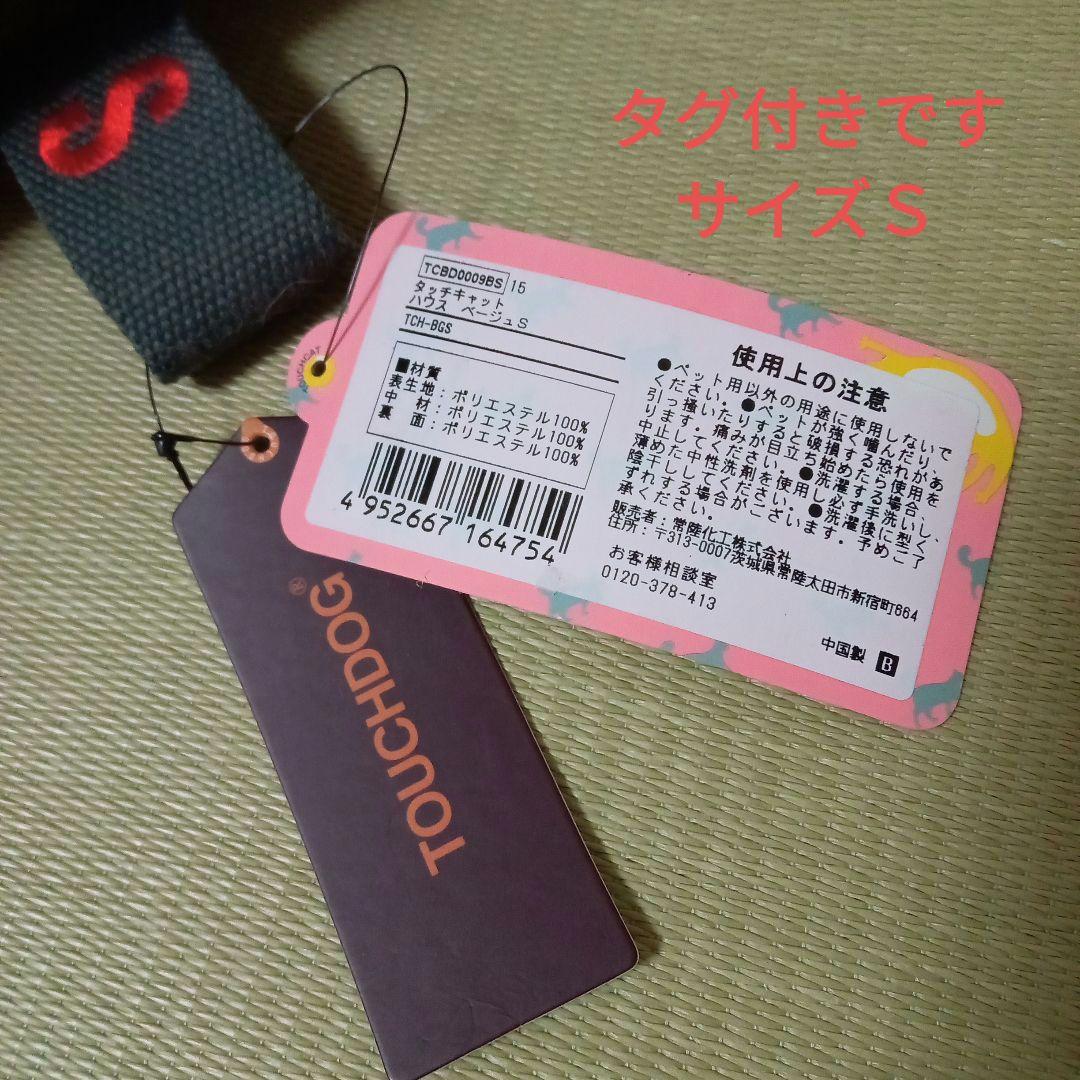 タグ付きです
サイズS
S
TCBD0009BS 15
タッチキャット
ハウス ベージュS
TCH-BGS
■材質
表生地:ポリエステル100%
中 材:ポリエステル100%
裏 面:ポリエステル100%
4 952667 164754
使用上の注意
●ペット用以外の用途に使用しないで
ください。●ペットが強く噛んだり、
引っ掻いたりすると破損する恐れがあ
ります。痛みが目立ち始めたら使用を
中止してください。●洗濯する場合、
薄めた中性洗剤を使用し必ず手洗いし
陰干ししてください。●洗濯後に型く
ずれする場合がございます。予めご了
承ください。
販売者:常陸化工株式会社
住所:〒313-0007茨城県常陸太田市新宿町664
お客様相談室
0120-378-413
中国製 B
TOUCHCAT
TOUCHDOG®